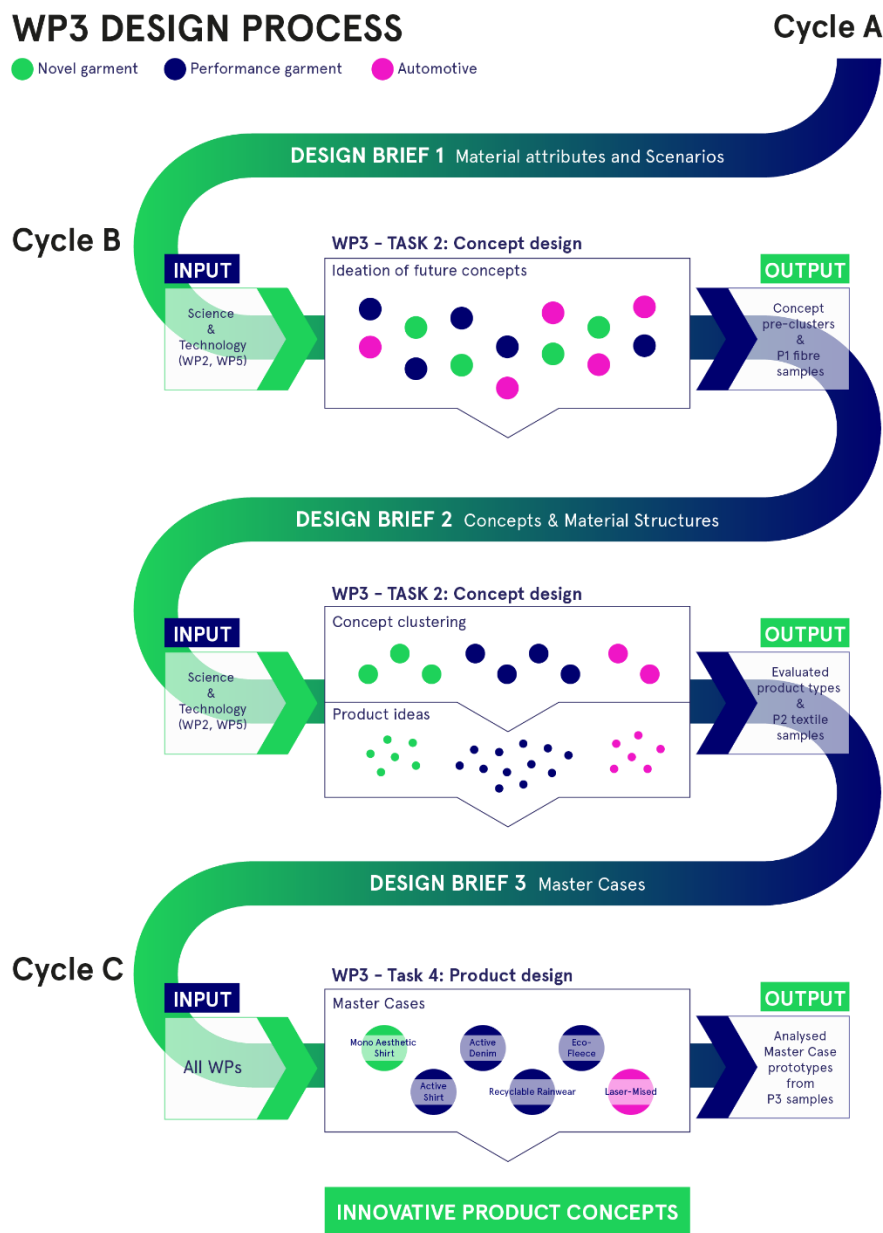 WP3 DESIGN PROCESS
Cycle A
Novel garment
Performance garment
Automotive
DESIGN BRIEF 1 Material attributes and Scenarios
Cycle B
WP3 - TASK 2: Concept design
INPUT
OUTPUT
Ideation of future concepts
Science
&
Technology
(WP2, WP5)
Concept
pre-clusters
&
P1 fibre
samples
DESIGN BRIEF 2 Concepts & Material Structures
WP3 - TASK 2: Concept design
INPUT
OUTPUT
Concept clustering
Science
&
Technology
(WP2, WP5)
Product ideas
Evaluated
product types
&
P2 textile
samples
DESIGN BRIEF 3 Master Cases
Cycle C
WP3 - Task 4: Product design
INPUT
OUTPUT
Master Cases
All WPs
Mono Aesthetic
Shirt
Active
Denim
Eco-
Fleece
Active
Shirt
Recyclable Rainwear
Laser-Mised
Analysed
Master Case
prototypes
from
P3 samples
INNOVATIVE PRODUCT CONCEPTS